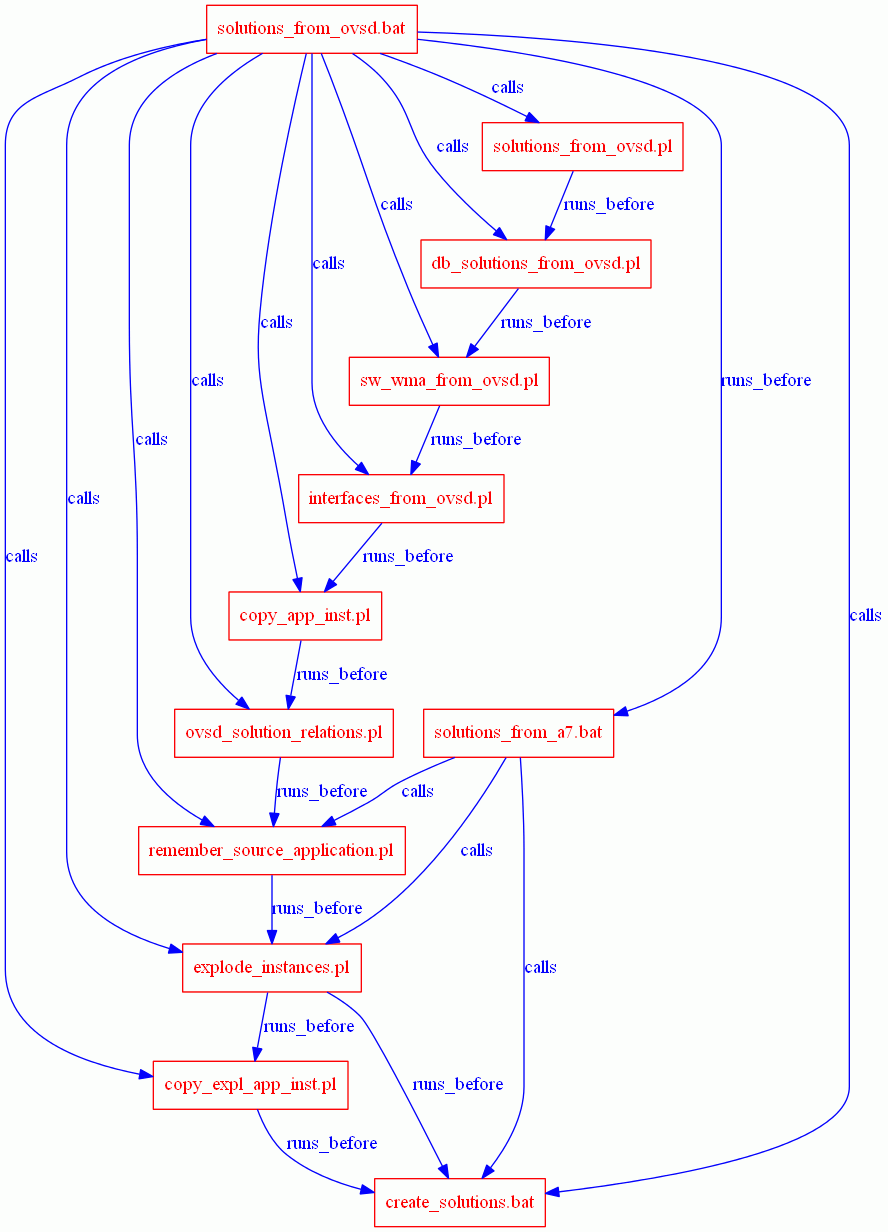 solutions_from_ovsd.bat
calls
solutions_from_ovsd.pl
calls
calls
runs_before
calls
db_solutions_from_ovsd.pl
calls
runs_before
calls
sw_wma_from_ovsd.pl
runs_before
calls
runs_before
calls
interfaces_from_ovsd.pl
calls
runs_before
copy_app_inst.pl
calls
runs_before
ovsd_solution_relations.pl
solutions_from_a7.bat
runs_before
calls
remember_source_application.pl
calls
runs_before
explode_instances.pl
calls
runs_before
copy_expl_app_inst.pl
runs_before
runs_before
create_solutions.bat